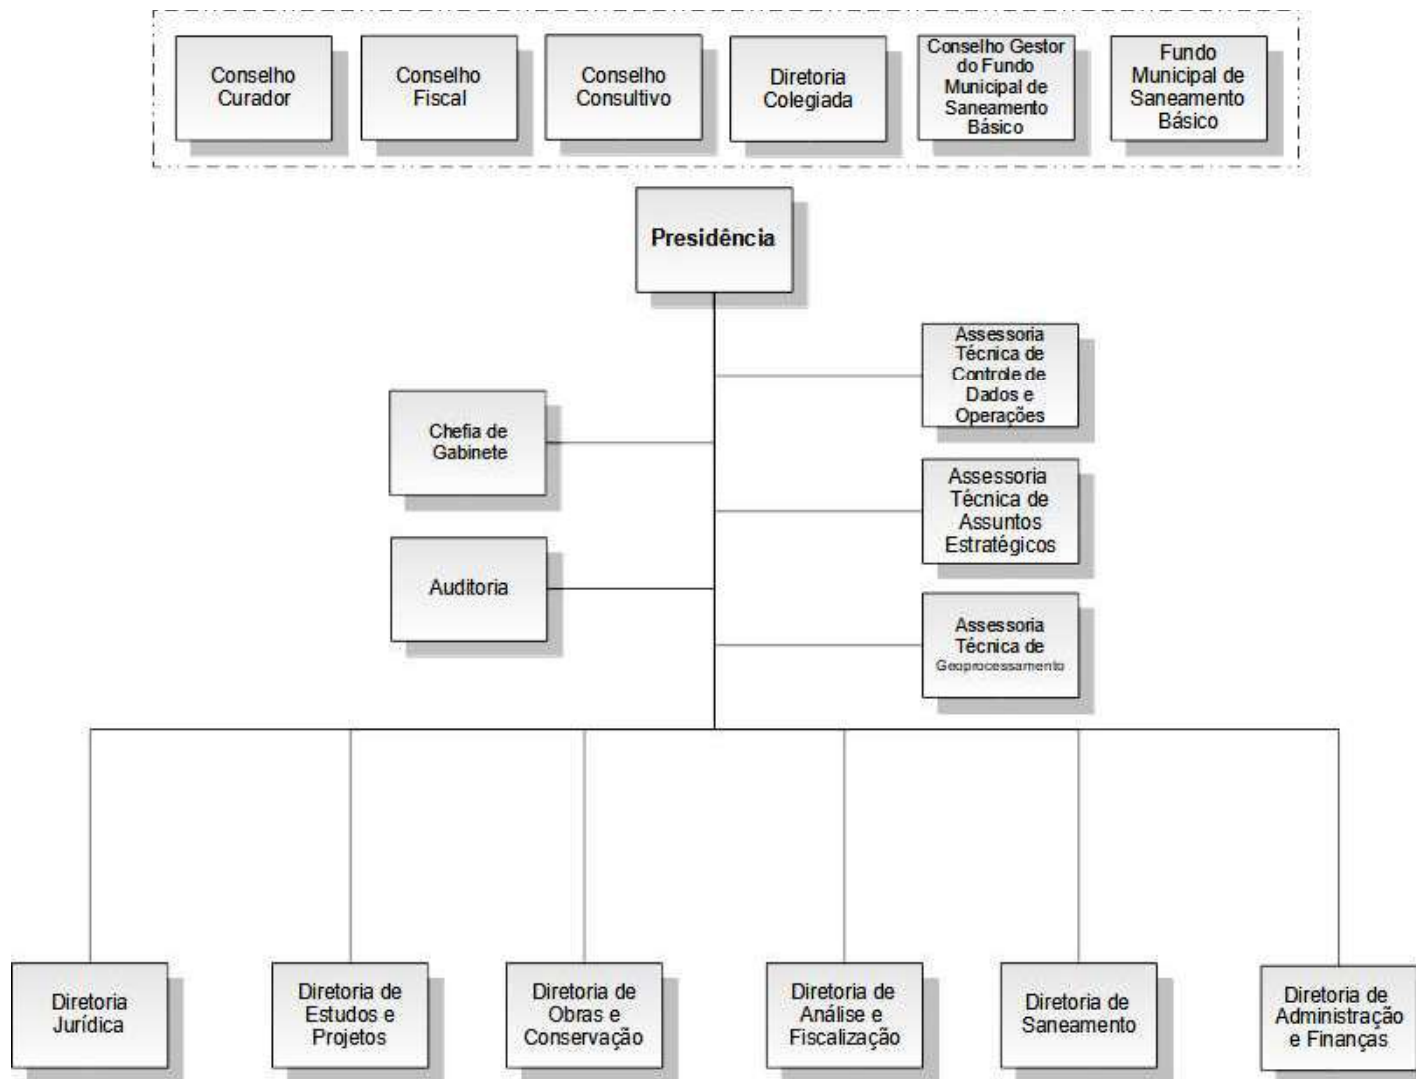 Conselho
Curador
Conselho
Fiscal
Conselho
Consultivo
Diretoria
Colegiada
Conselho Gestor
do Fundo
Municipal de
Saneamento
Básico
Fundo
Municipal de
Saneamento
Básico
Presidência
Assessoria
Técnica de
Controle de
Dados e
Operações
Chefia de
Gabinete
Assessoria
Técnica de
Assuntos
Estratégicos
Auditoria
Assessoria
Técnica de
Geoprocessamento
Diretoria
Jurídica
Diretoria de
Estudos e
Projetos
Diretoria de
Obras e
Conservação
Diretoria de
Análise e
Fiscalização
Diretoria de
Saneamento
Diretoria de
Administração
e Finanças